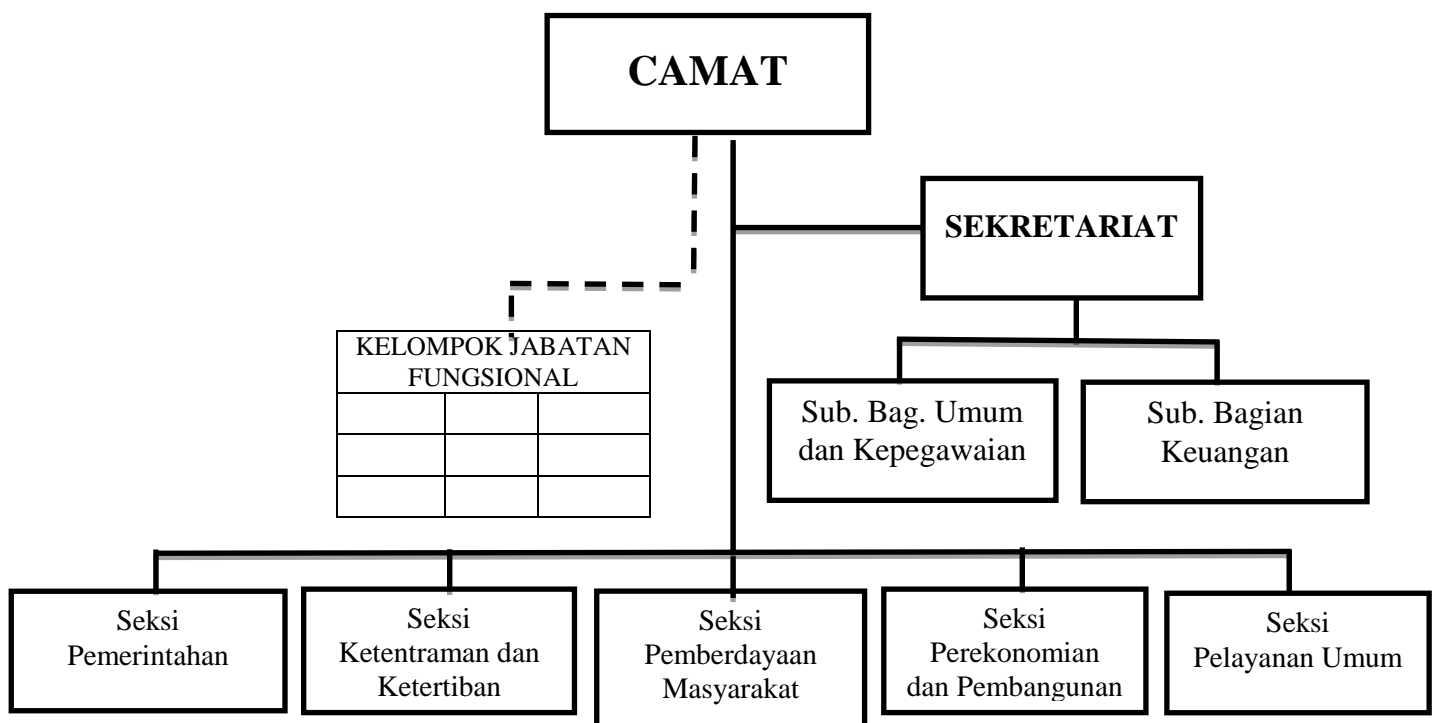 CAMAT
SEKRETARIAT
KELOMPOK JABATAN
FUNGSIONAL
Sub. Bag. Umum
dan Kepegawaian
Sub. Bagian
Keuangan
Seksi
Pemerintahan
Seksi
Ketentraman dan
Ketertiban
Seksi
Pemberdayaan
Masyarakat
Seksi
Perekonomian
dan Pembangunan
Seksi
Pelayanan Umum